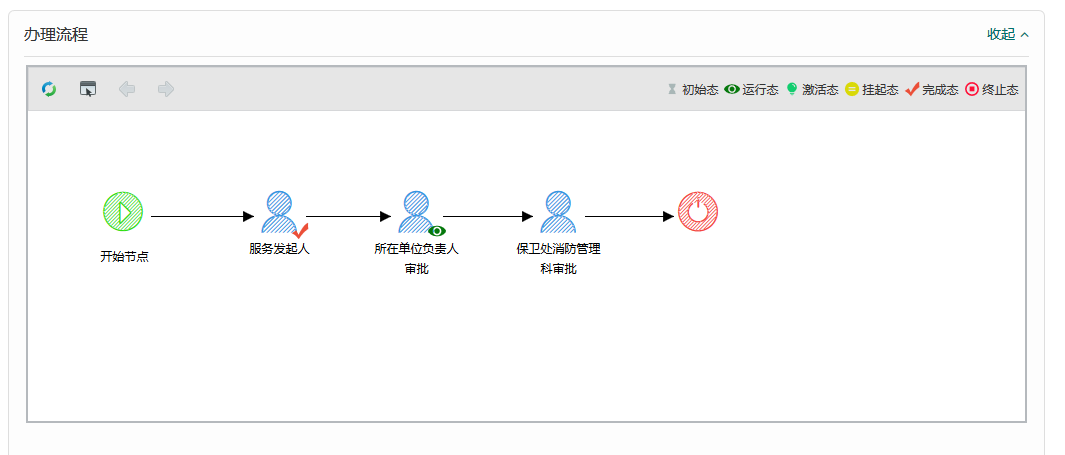 办理流程
收起
初始态 运行态 激活态 挂起态 完成态 终止态
开始节点
服务发起人
所在单位负责人
审批
保卫处消防管理
科审批